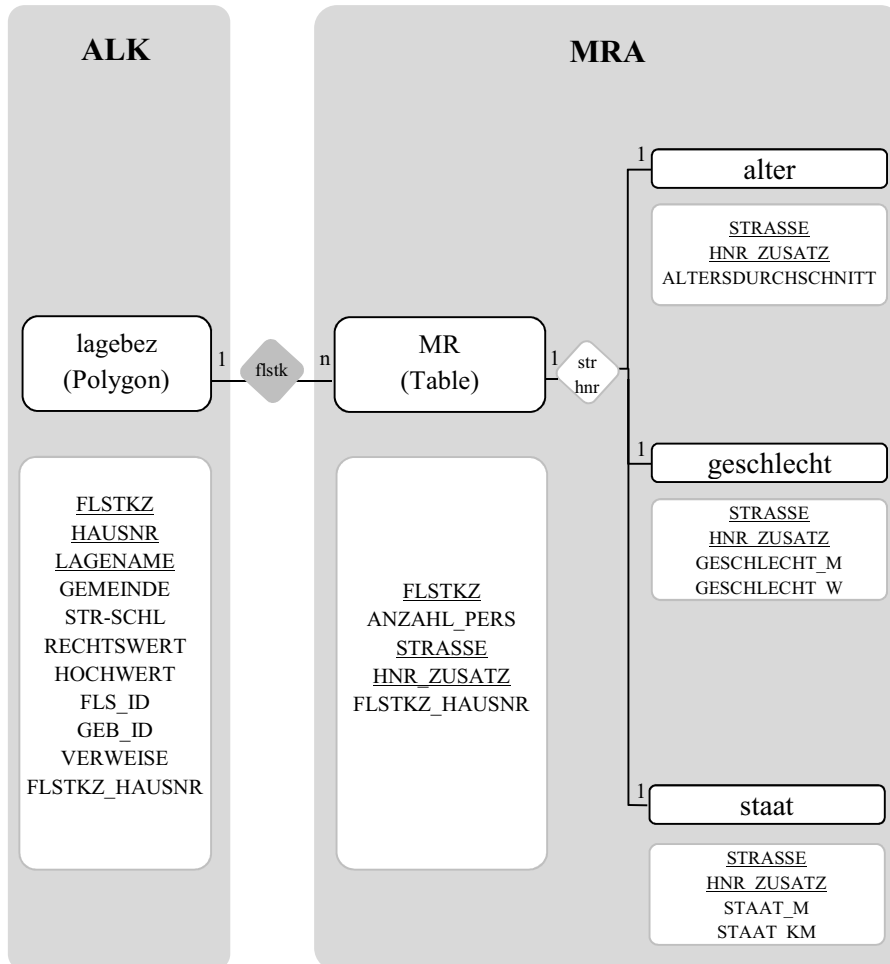 ALK
lagebez
(Polygon)
1
flstk
n
FLSTKZ
HAUSNR
LAGENAME
GEMEINDE
STR-SCHL
RECHTSWERT
HOCHWERT
FLS_ID
GEB_ID
VERWEISE
FLSTKZ_HAUSNR
MRA
MR
(Table)
1
str
hnr
FLSTKZ
ANZAHL_PERS
STRASSE
HNR_ZUSATZ
FLSTKZ_HAUSNR
1
alter
STRASSE
HNR_ZUSATZ
ALTERSDURCHSCHNITT
1
geschlecht
STRASSE
HNR_ZUSATZ
GESCHLECHT_M
GESCHLECHT_W
1
staat
STRASSE
HNR_ZUSATZ
STAAT_M
STAAT_KM